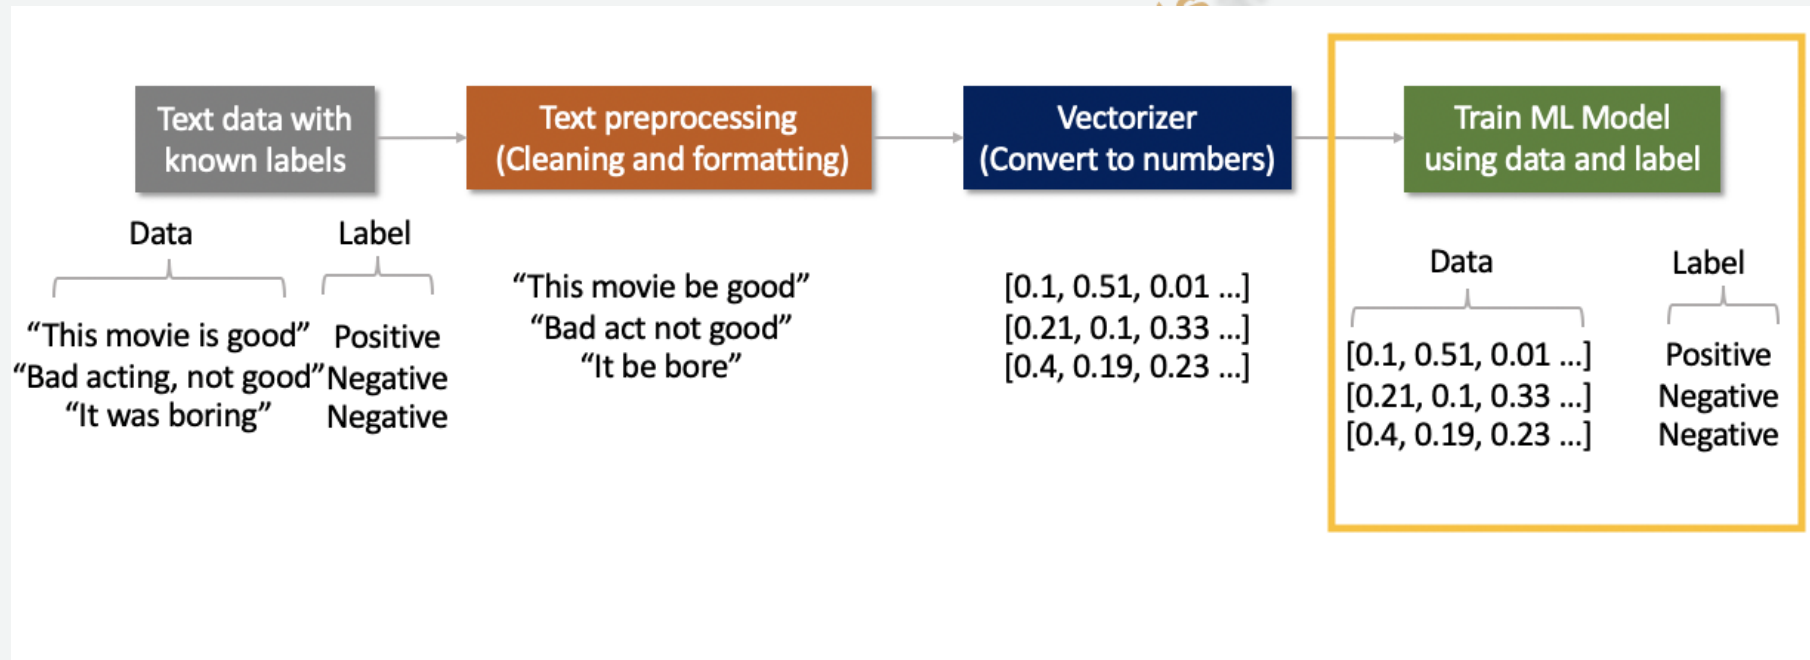 Text data with
known labels
Text preprocessing
(Cleaning and formatting)
Vectorizer
(Convert to numbers)
Train ML Model
using data and label
Data
Label
“This movie is good” Positive
“Bad acting, not good” Negative
“It was boring” Negative
“This movie be good”
“Bad act not good”
“It be bore”
[0.1, 0.51, 0.01 ...]
[0.21, 0.1, 0.33 ...]
[0.4, 0.19, 0.23 ...]
Data
Label
[0.1, 0.51, 0.01 ...] Positive
[0.21, 0.1, 0.33 ...] Negative
[0.4, 0.19, 0.23 ...] Negative